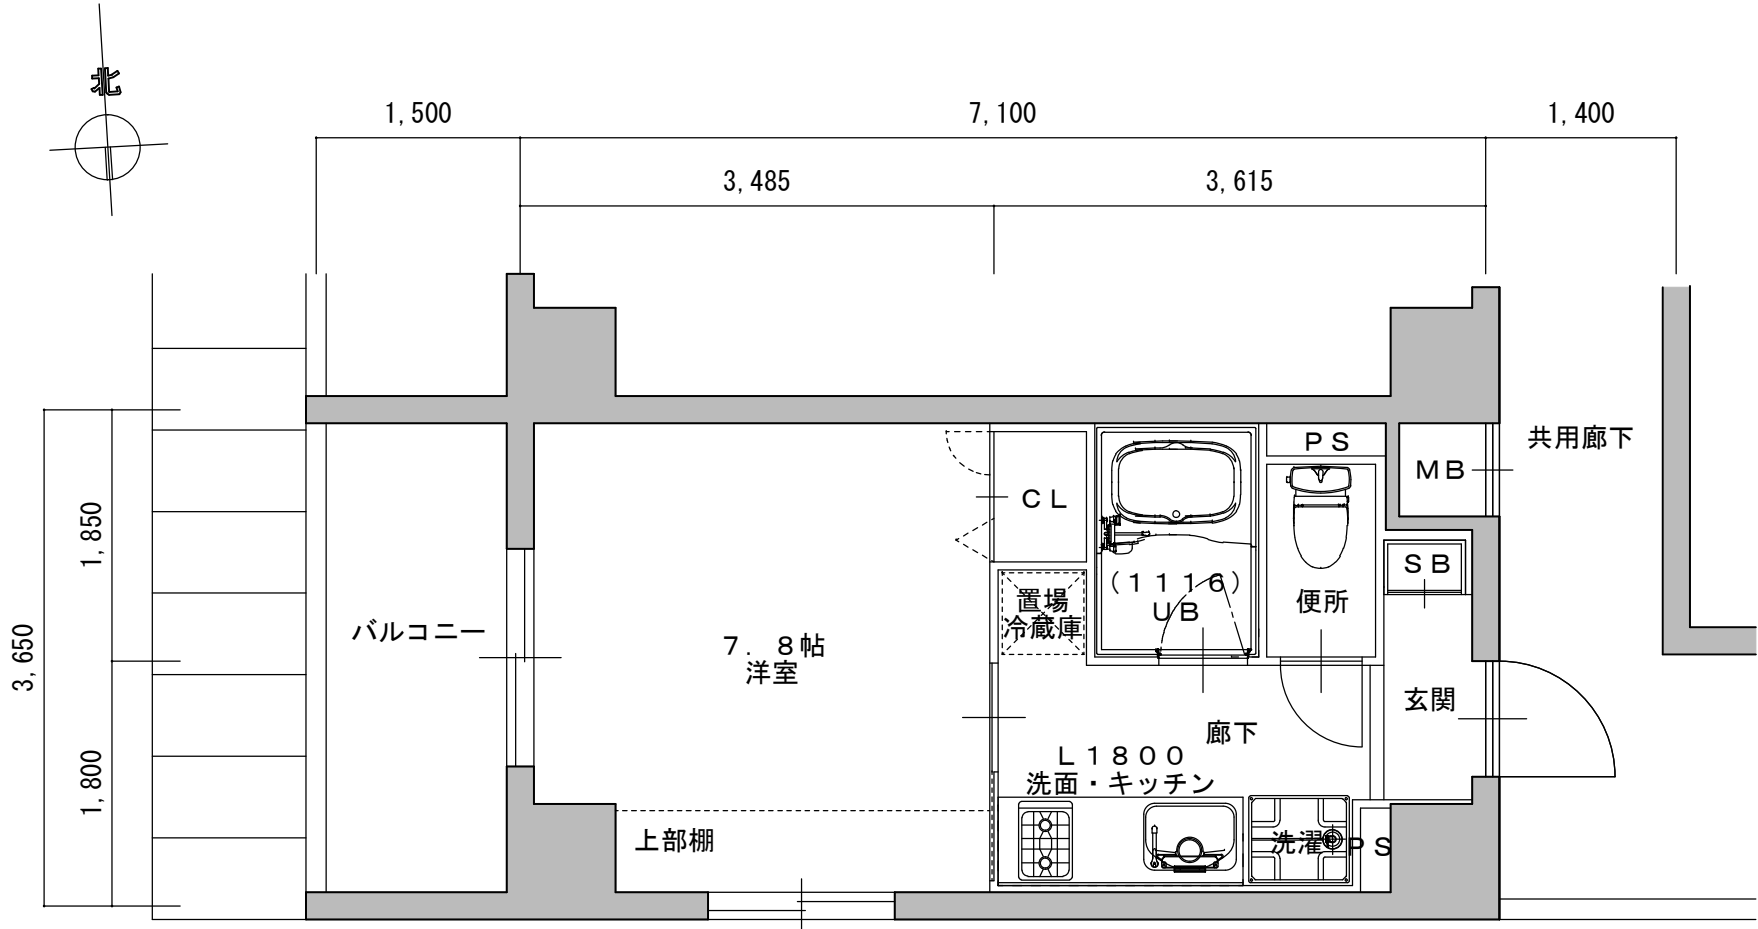 北
1,500
7,100
1,400
3,485
3,615
共用廊下
PS
MB
CL
SB
1,850
(1116)
UB
置場
冷蔵庫
便所
バルコニー
7.8帖
洋室
3,650
玄関
廊下
L1800
洗面・キッチン
1,800
上部棚
洗濯
PS